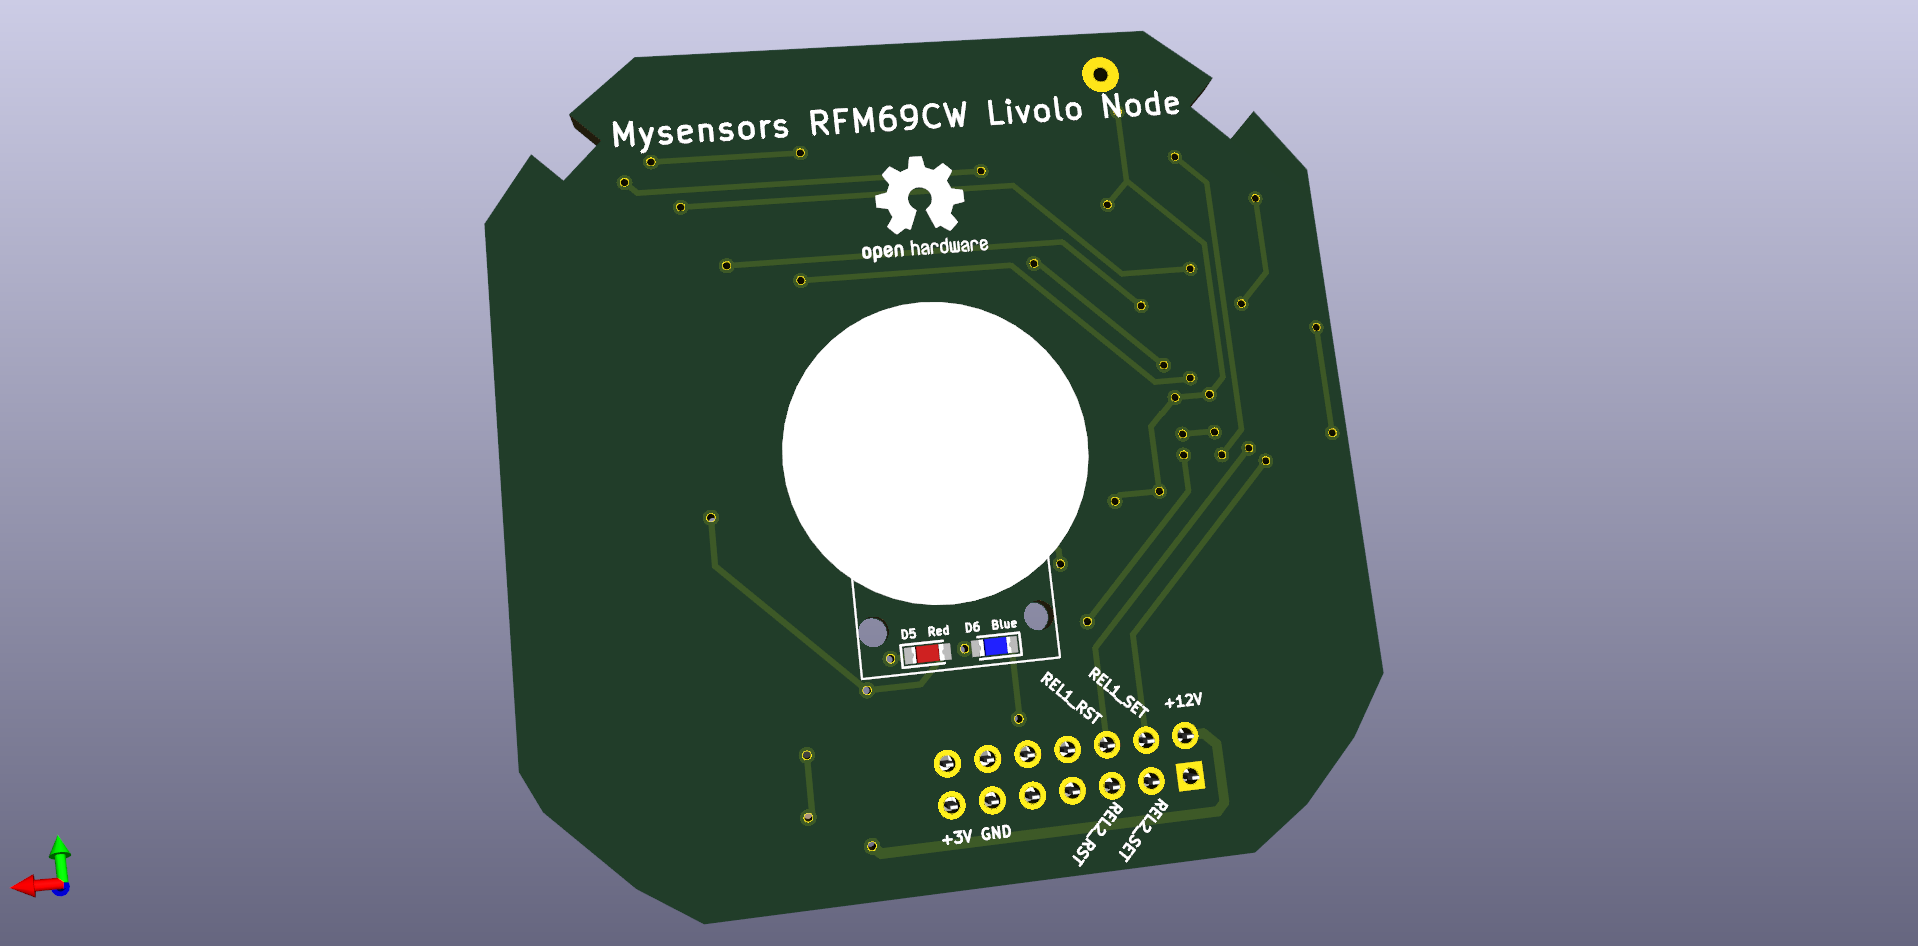 Mysensors RFM69CW Livolo Node
open hardware
D5 Red D6 Blue
REL1_RST
REL1_SET
+12V
+3V GND
REL2_RST
REL2_SET